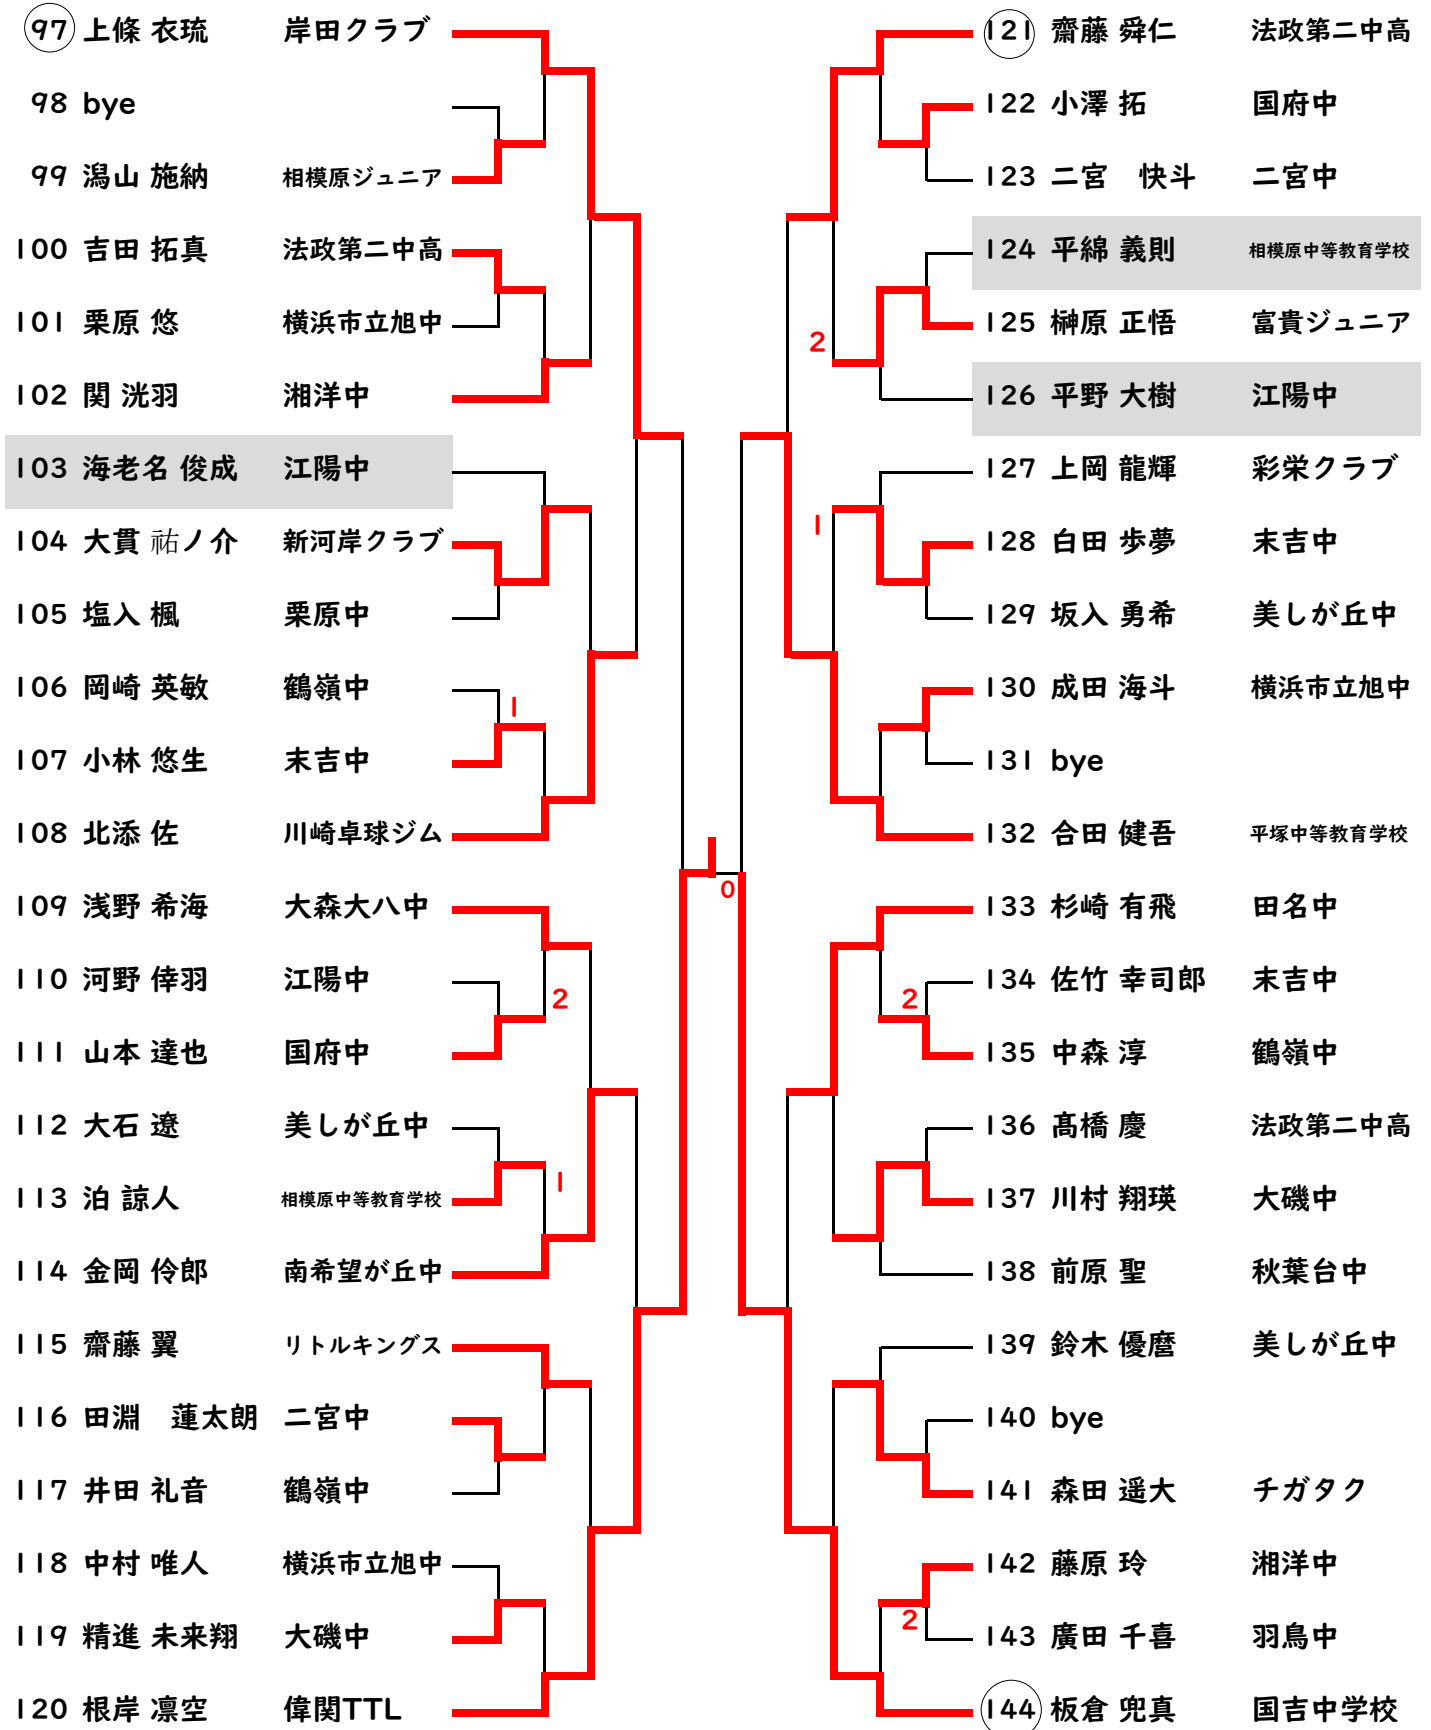 97 上條 衣琉 岸田クラブ
98 bye
99 潟山 施納 相模原ジュニア
100 吉田 拓真 法政第二中高
101 栗原 悠 横浜市立旭中
102 関 洸羽 湘洋中
103 海老名 俊成 江陽中
104 大貫 祐ノ介 新河岸クラブ
105 塩入 楓 栗原中
106 岡崎 英敏 鶴嶺中
1
107 小林 悠生 末吉中
108 北添 佐 川崎卓球ジム
109 浅野 希海 大森大八中
110 河野 倖羽 江陽中
2
111 山本 達也 国府中
112 大石 遼 美しが丘中
1
113 泊 諒人 相模原中等教育学校
114 金岡 伶郎 南希望が丘中
115 齋藤 翼 リトルキングス
116 田淵 蓮太朗 二宮中
117 井田 礼音 鶴嶺中
118 中村 唯人 横浜市立旭中
119 精進 未来翔 大磯中
120 根岸 凛空 偉関TTL
0
121 齋藤 舜仁 法政第二中高
122 小澤 拓 国府中
123 二宮 快斗 二宮中
124 平綿 義則 相模原中等教育学校
125 榊原 正悟 富貴ジュニア
2
126 平野 大樹 江陽中
127 上岡 龍輝 彩栄クラブ
1
128 白田 歩夢 末吉中
129 坂入 勇希 美しが丘中
130 成田 海斗 横浜市立旭中
131 bye
132 合田 健吾 平塚中等教育学校
133 杉崎 有飛 田名中
134 佐竹 幸司郎 末吉中
2
135 中森 淳 鶴嶺中
136 髙橋 慶 法政第二中高
137 川村 翔瑛 大磯中
138 前原 聖 秋葉台中
139 鈴木 優麿 美しが丘中
140 bye
141 森田 遥大 チガタク
142 藤原 玲 湘洋中
2
143 廣田 千喜 羽鳥中
144 板倉 兜真 国吉中学校